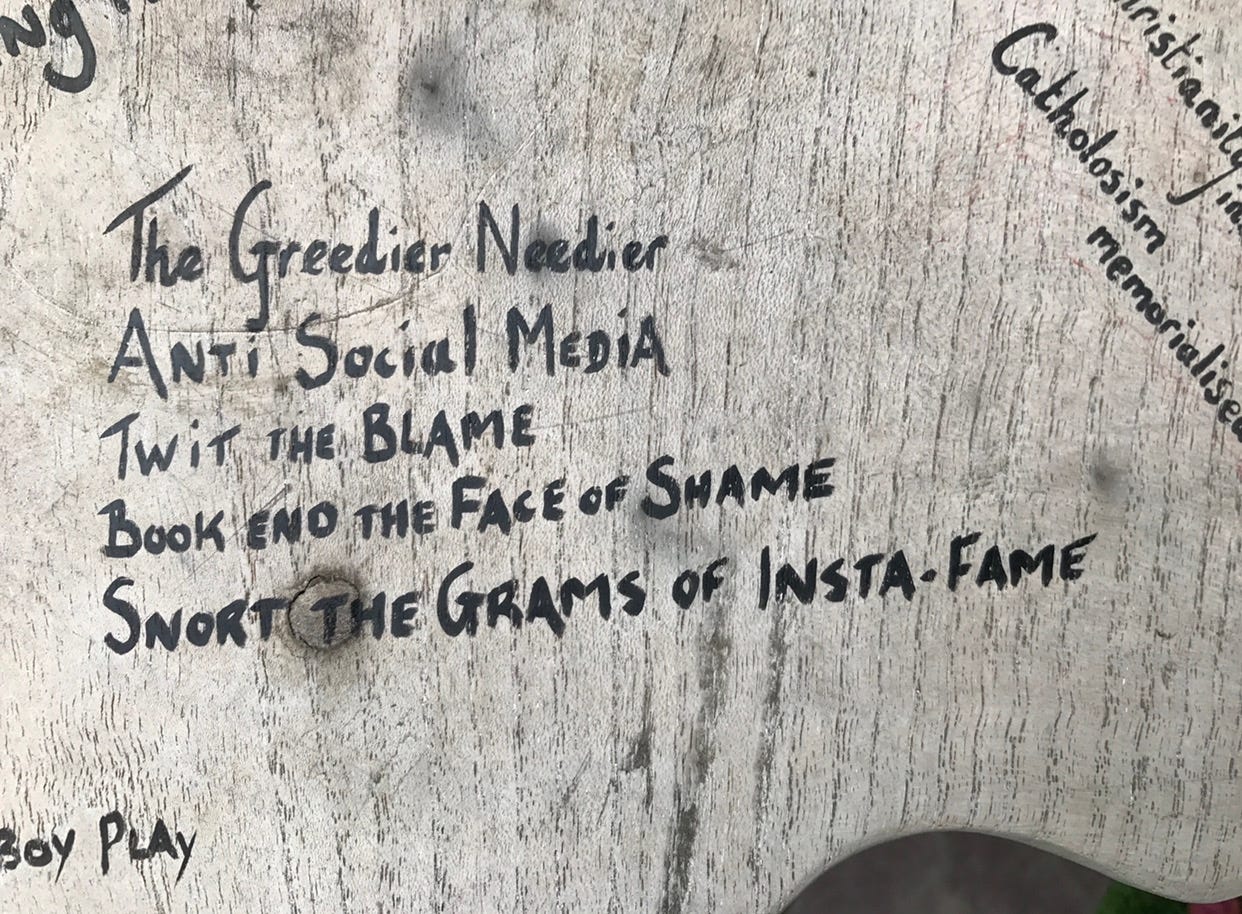 The Greedier Needier
ANTi Social MEDiA
TWiT THE BLAME
BOOK END THE FACE OF SHAME
SNORT THE GRAMS OF INSTA-FAME
Catholosism
memorialised
BOY PLAY